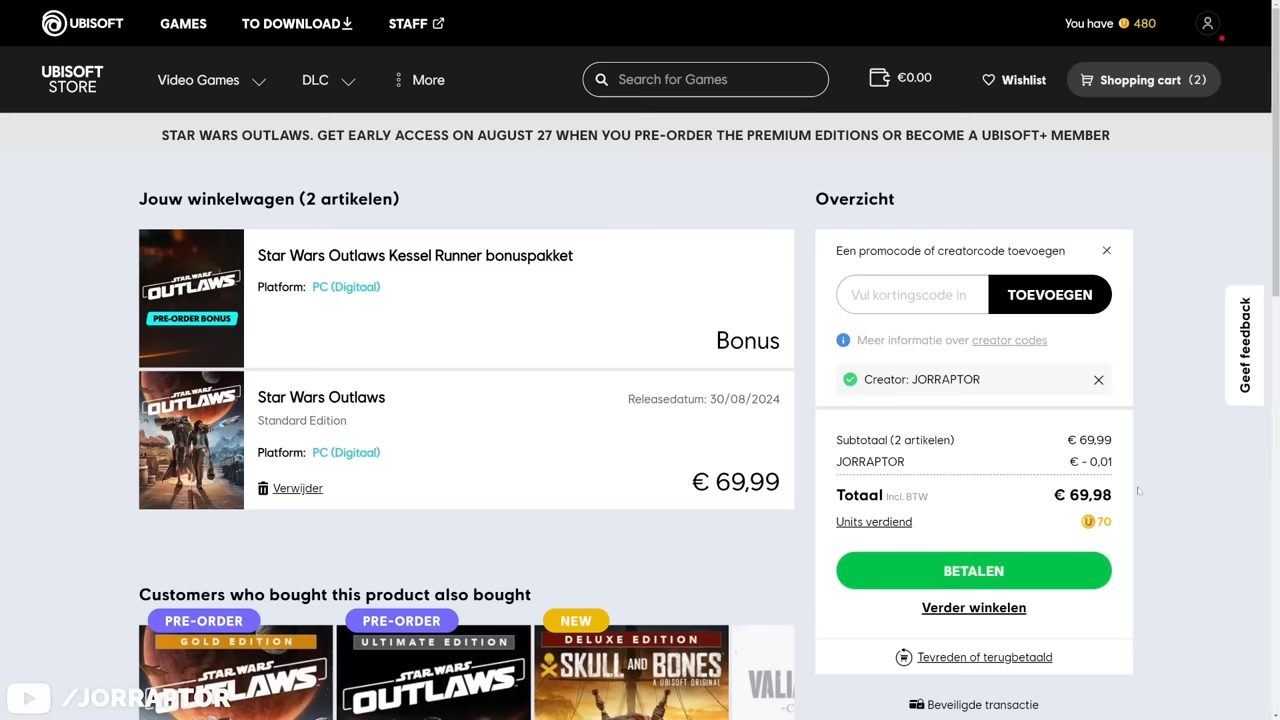 UBISOFT
GAMES
TO DOWNLOAD
STAFF
You have 480
UBISOFT
STORE
Video Games
DLC
More
Search for Games
€0.00
Wishlist
Shopping cart (2)
STAR WARS OUTLAWS. GET EARLY ACCESS ON AUGUST 27 WHEN YOU PRE-ORDER THE PREMIUM EDITIONS OR BECOME A UBISOFT+ MEMBER
Jouw winkelwagen (2 artikelen)
STAR WARS
OUTLAWS
PRE-ORDER BONUS
Star Wars Outlaws Kessel Runner bonuspakket
Platform: PC (Digitaal)
Bonus
STAR WARS
OUTLAWS
Star Wars Outlaws
Releasedatum: 30/08/2024
Standard Edition
Platform: PC (Digitaal)
Verwijder
€ 69,99
Overzicht
Een promocode of creatorcode toevoegen
Vul kortingscode in
TOEVOEGEN
Meer informatie over creator codes
Creator: JORRAPTOR
Subtotaal (2 artikelen) € 69,99
JORRAPTOR € - 0,01
Totaal Incl. BTW € 69,98
Units verdiend 70
BETALEN
Verder winkelen
Tevreden of terugbetaald
Beveiligde transactie
Geef feedback
Customers who bought this product also bought
PRE-ORDER
GOLD EDITION
STAR WARS
OUTLAWS
PRE-ORDER
ULTIMATE EDITION
STAR WARS
OUTLAWS
NEW
DELUXE EDITION
SKULL AND BONES
A UBISOFT ORIGINAL
VALI
/JORRAPTOR